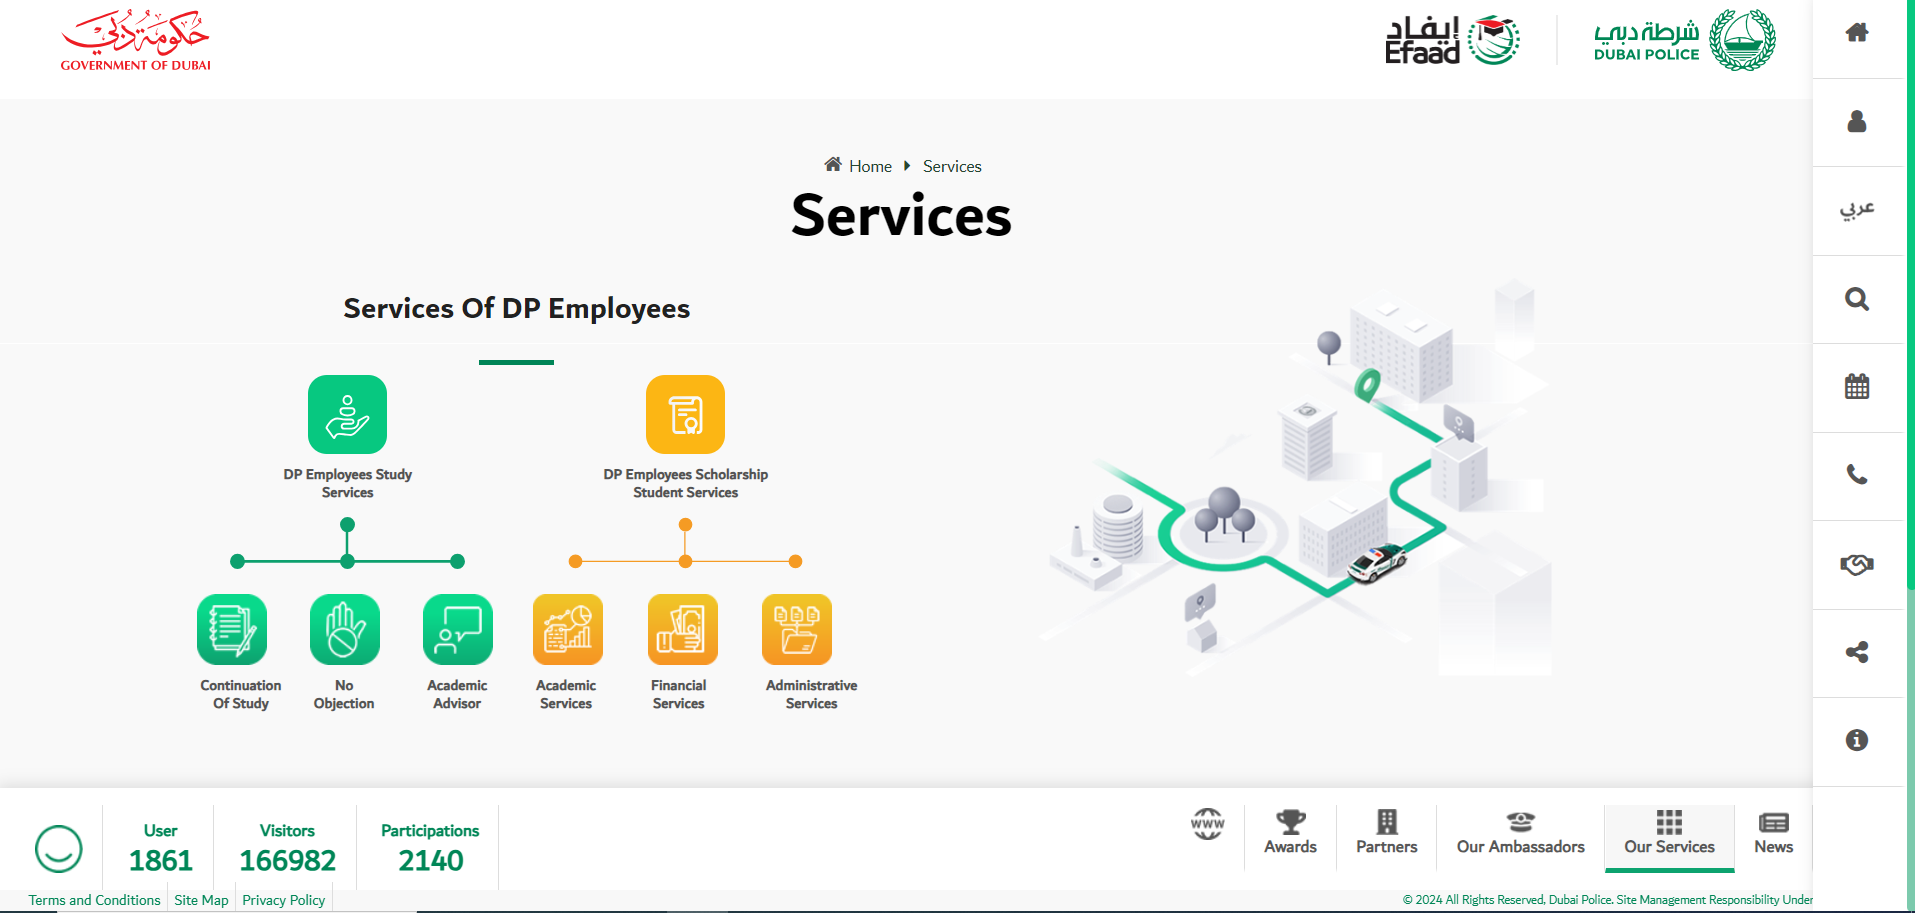 حكومة دبي
GOVERNMENT OF DUBAI
إيفاد
Efaad
شرطة دبي
DUBAI POLICE
Home Services
Services
عربي
Services Of DP Employees
DP Employees Study
Services
DP Employees Scholarship
Student Services
Continuation
Of Study
No
Objection
Academic
Advisor
Academic
Services
Financial
Services
Administrative
Services
User
1861
Visitors
166982
Participations
2140
WWW
Awards
Partners
Our Ambassadors
Our Services
News
Terms and Conditions
Site Map
Privacy Policy
© 2024 All Rights Reserved, Dubai Police. Site Management Responsibility Under